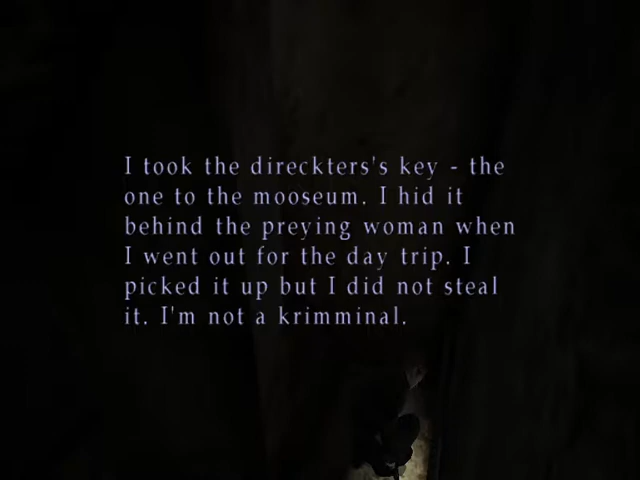 I took the direckters's key - the
one to the mooseum. I hid it
behind the preying woman when
I went out for the day trip. I
picked it up but I did not steal
it. I'm not a krimminal.